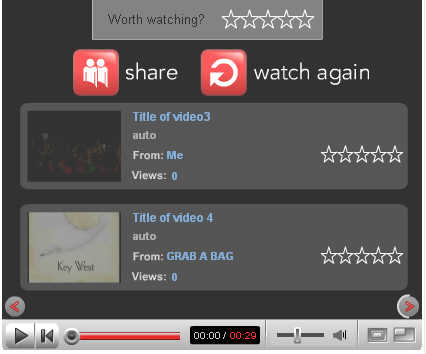 Worth watching?
share watch again
Title of video3
auto
From: Me
Views: 0
Title of video 4
auto
From: GRAB A BAG
Views: 0
Key West
00:00 / 00:29